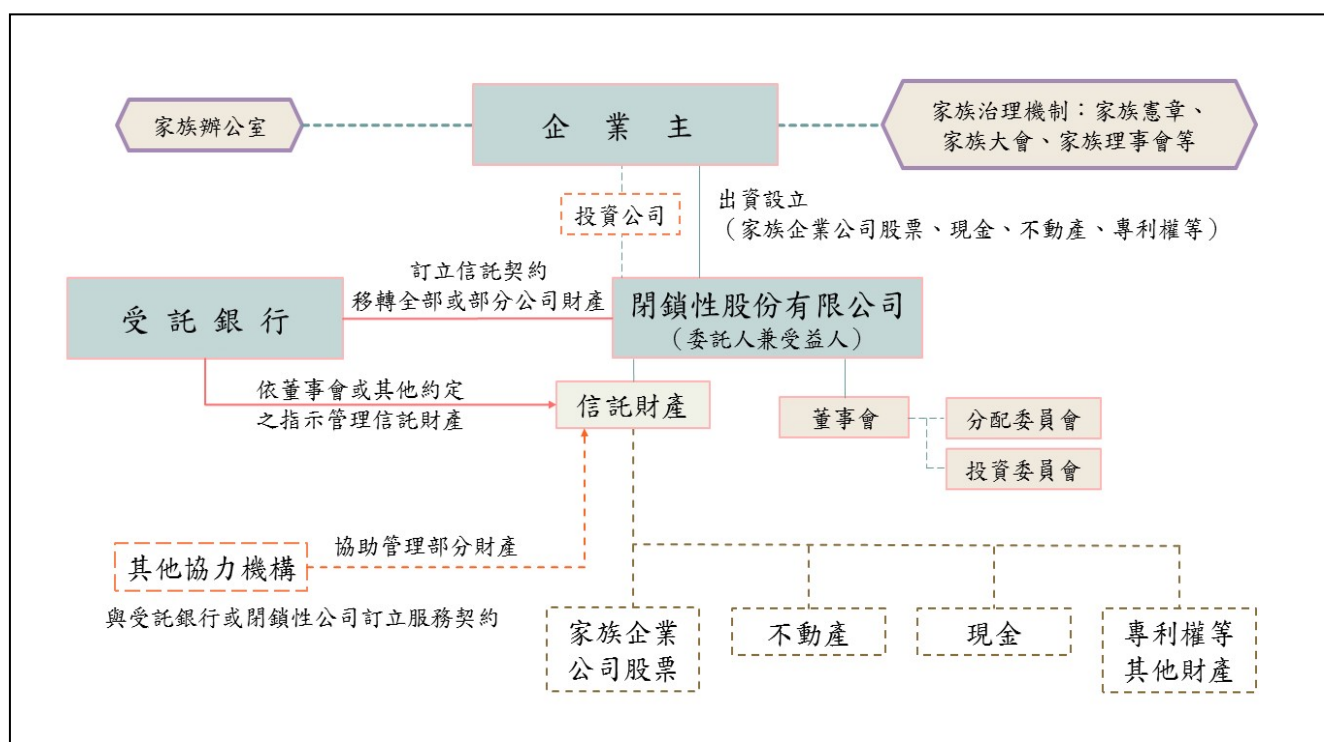 家族辦公室
企業主
家族治理機制：家族憲章、
家族大會、家族理事會等
投資公司
出資設立
（家族企業公司股票、現金、不動產、專利權等）
受託銀行
訂立信託契約
移轉全部或部分公司財產
閉鎖性股份有限公司
（委託人兼受益人）
依董事會或其他約定
之指示管理信託財產
信託財產
董事會
分配委員會
投資委員會
其他協力機構
協助管理部分財產
與受託銀行或閉鎖性公司訂立服務契約
家族企業
公司股票
不動產
現金
專利權等
其他財產